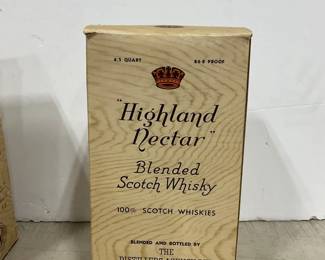 4.5 QUART 86.8 PROOF
"Highland
Nectar"
Blended
Scotch Whisky
100% SCOTCH WHISKIES
BLENDED AND BOTTLED BY
THE